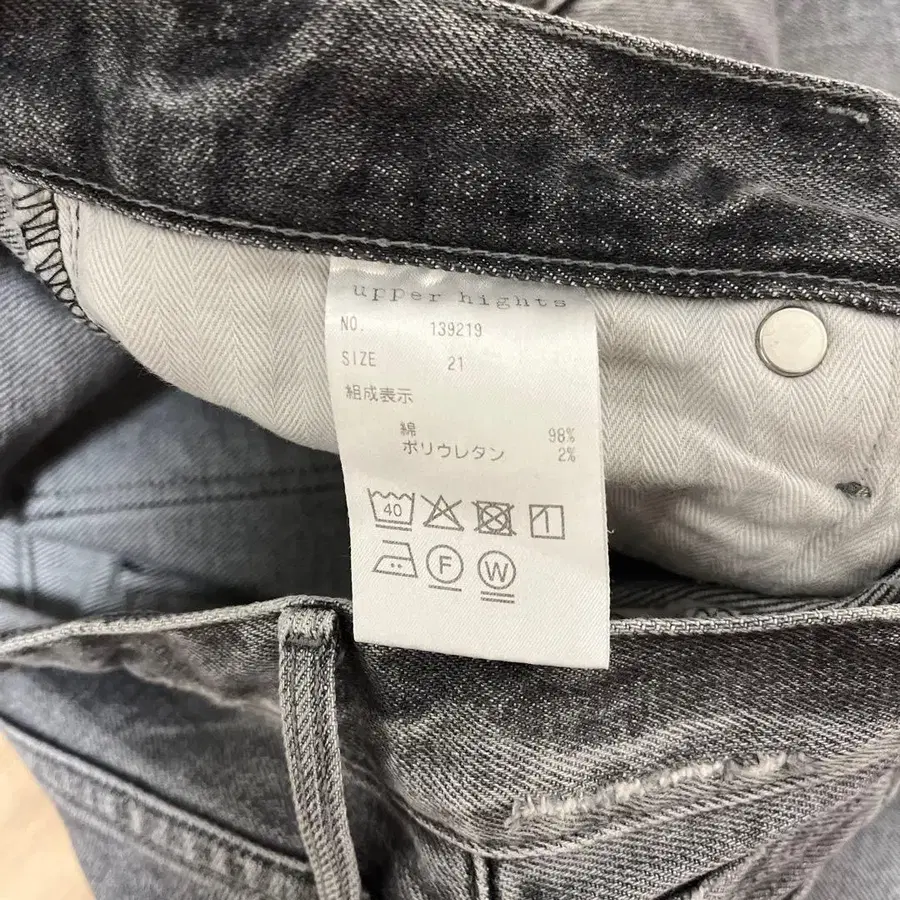 upper hights
NO. 139219
SIZE 21
組成表示
綿 98%
ポリウレタン 2%
40
F W